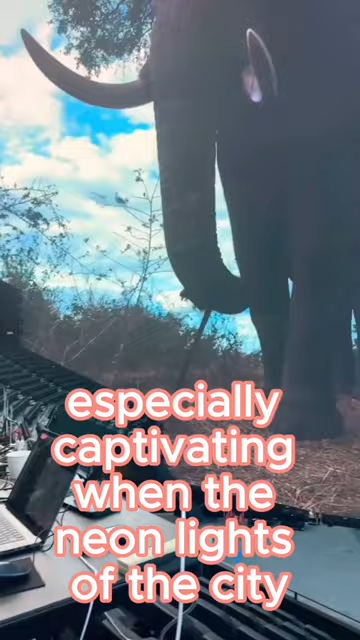 especially
captivating
when the
neon lights
of the city